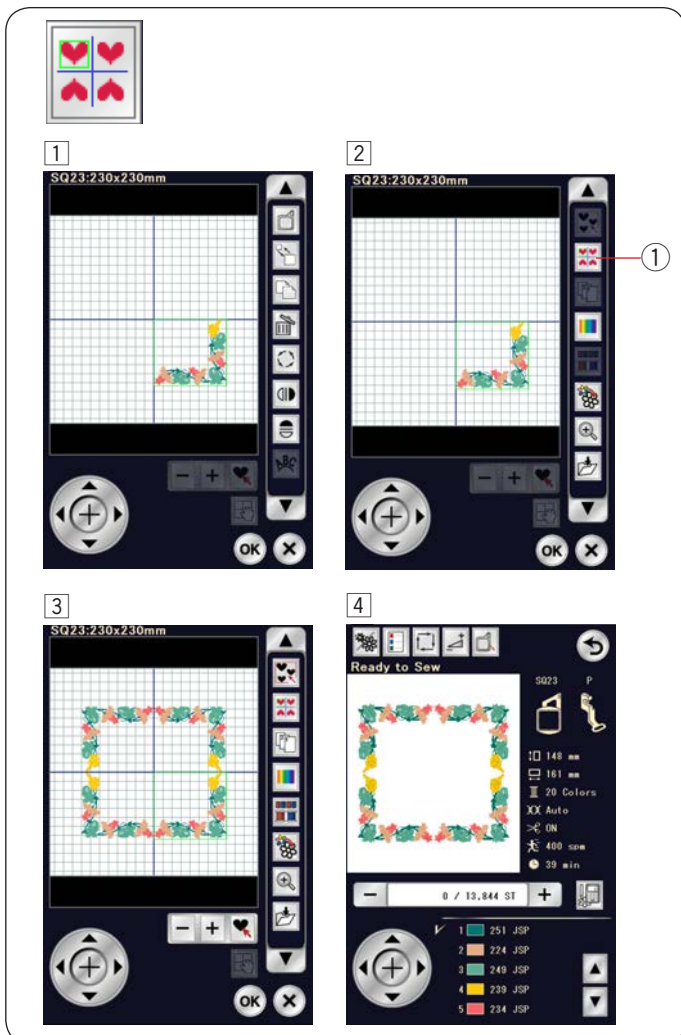 1
SQ23:230x230mm
ABC
OK
2
SQ23:230x230mm
①
OK
3
SQ23:230x230mm
OK
4
Ready to Sew
SQ23 P
148 mm
161 mm
20 Colors
Auto
ON
400 spm
39 min
0 / 13,844 ST
1 251 JSP
2 224 JSP
3 249 JSP
4 239 JSP
5 234 JSP